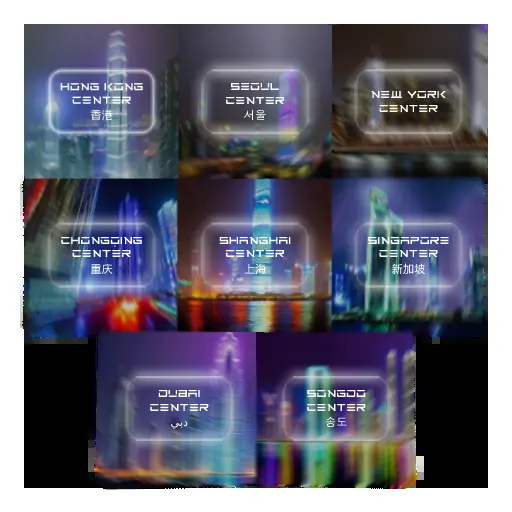 HONG KONG
CENTER
香港
SEOUL
CENTER
서울
NEW YORK
CENTER
CHONGQING
CENTER
重庆
SHANGHAI
CENTER
上海
SINGAPORE
CENTER
新加坡
DUBAI
CENTER
دبي
SONGDO
CENTER
송도